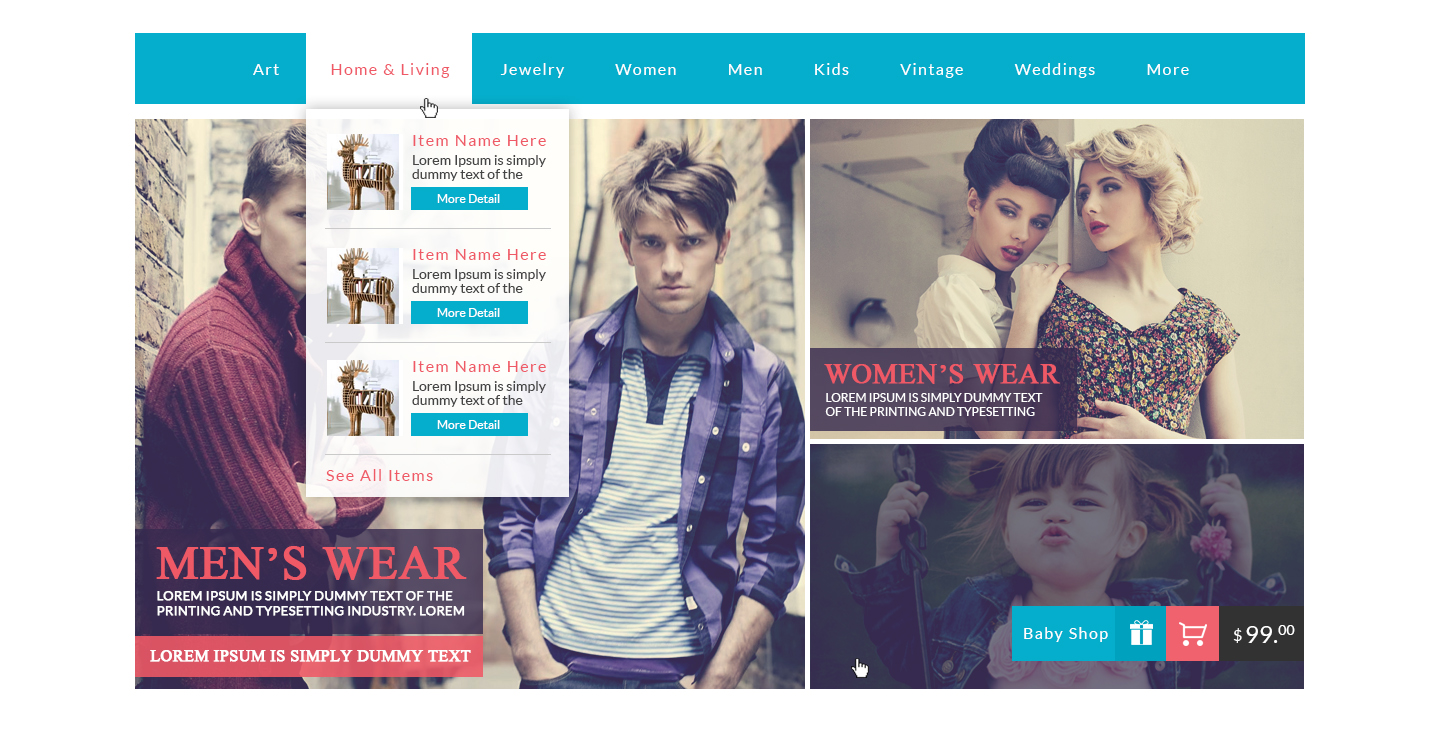 Art
Home & Living
Jewelry
Women
Men
Kids
Vintage
Weddings
More
Item Name Here
Lorem Ipsum is simply
dummy text of the
More Detail
Item Name Here
Lorem Ipsum is simply
dummy text of the
More Detail
Item Name Here
Lorem Ipsum is simply
dummy text of the
More Detail
See All Items
MEN’S WEAR
LOREM IPSUM IS SIMPLY DUMMY TEXT OF THE
PRINTING AND TYPESETTING INDUSTRY. LOREM
LOREM IPSUM IS SIMPLY DUMMY TEXT
WOMEN’S WEAR
LOREM IPSUM IS SIMPLY DUMMY TEXT
OF THE PRINTING AND TYPESETTING
Baby Shop
$99.00